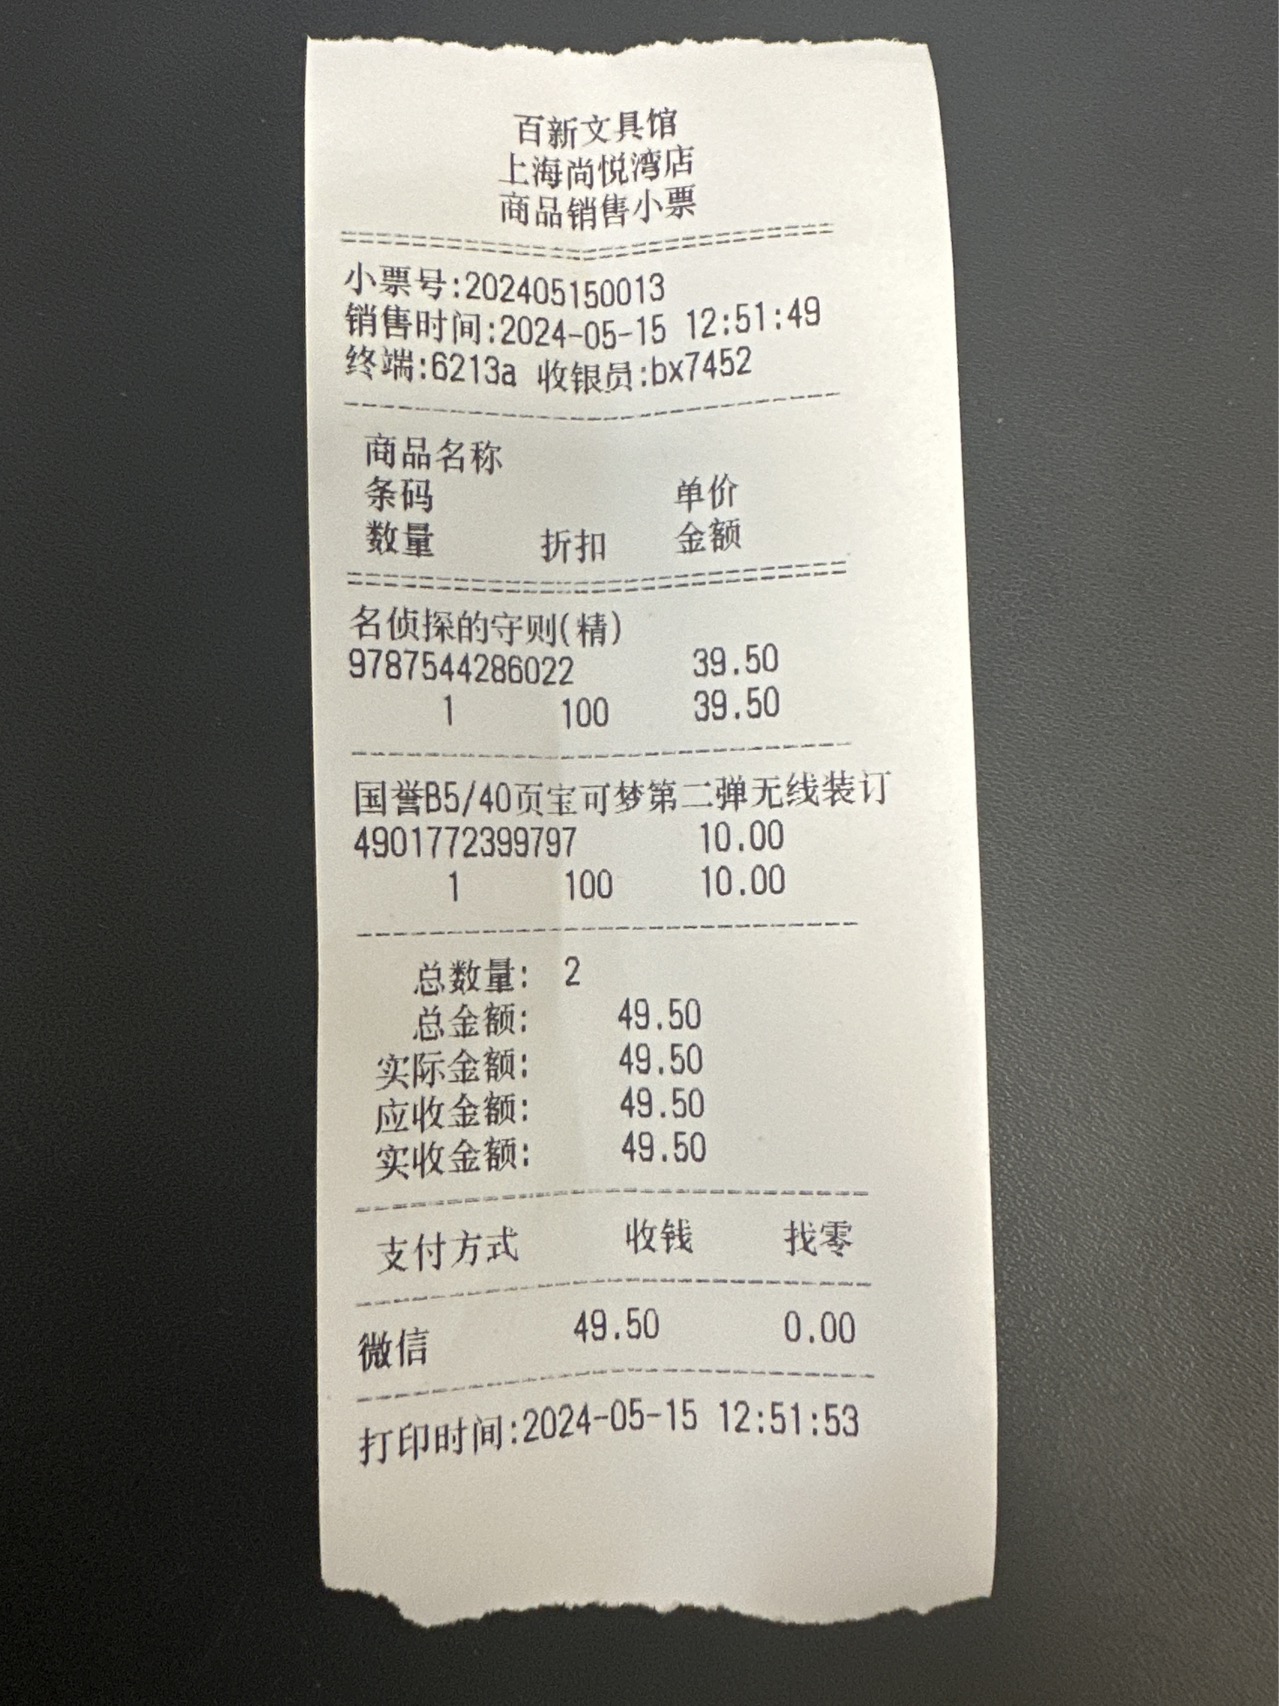 百新文具馆
上海尚悦湾店
商品销售小票
小票号:202405150013
销售时间:2024-05-15 12:51:49
终端:6213a 收银员:bx7452
商品名称
条码 单价
数量 折扣 金额
名侦探的守则(精)
9787544286022 39.50
1 100 39.50
国誉B5/40页宝可梦第二弹无线装订
4901772399797 10.00
1 100 10.00
总数量: 2
总金额: 49.50
实际金额: 49.50
应收金额: 49.50
实收金额: 49.50
支付方式 收钱 找零
微信 49.50 0.00
打印时间:2024-05-15 12:51:53